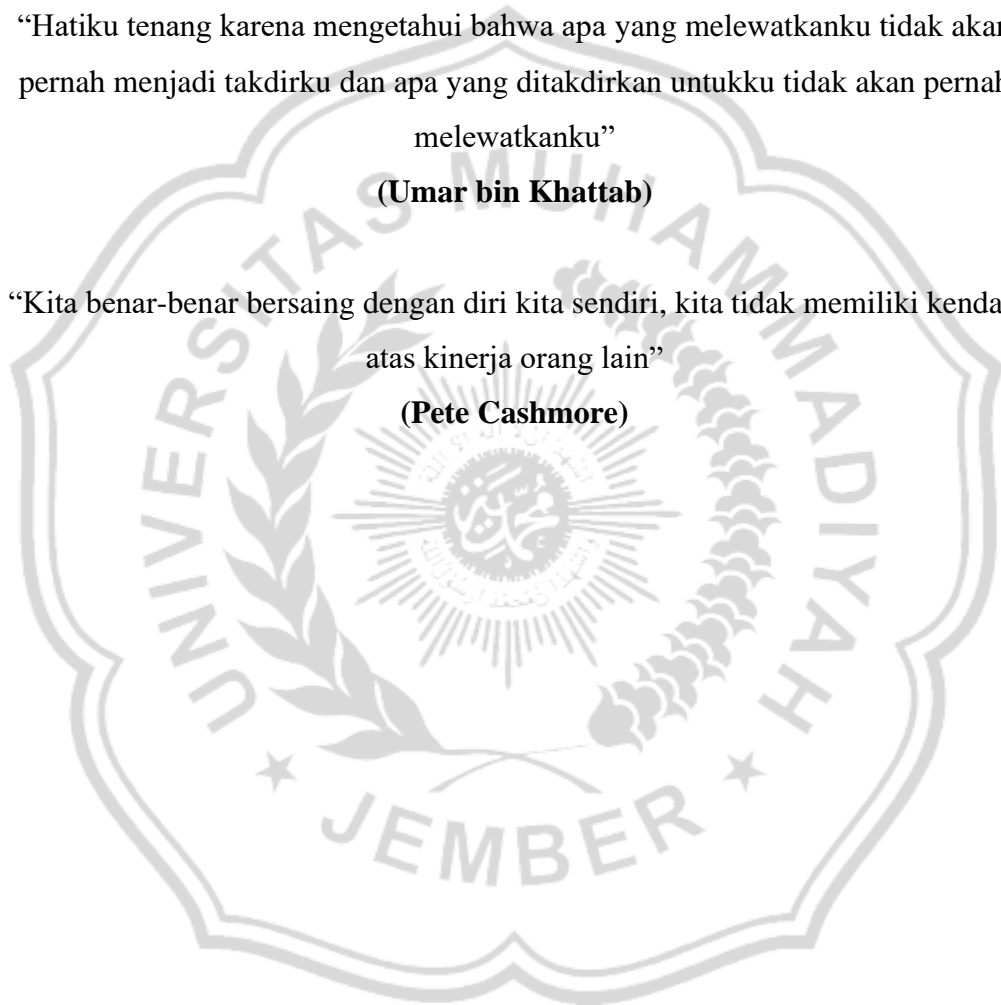 “Hatiku tenang karena mengetahui bahwa apa yang melewatkanku tidak akan
pernah menjadi takdirku dan apa yang ditakdirkan untukku tidak akan pernah
melewatkanku”
(Umar bin Khattab)
“Kita benar-benar bersaing dengan diri kita sendiri, kita tidak memiliki
atas kinerja orang lain”
(Pete Cashmore)
UNIVERSITAS MUHAMMADIYAH
JEMBER